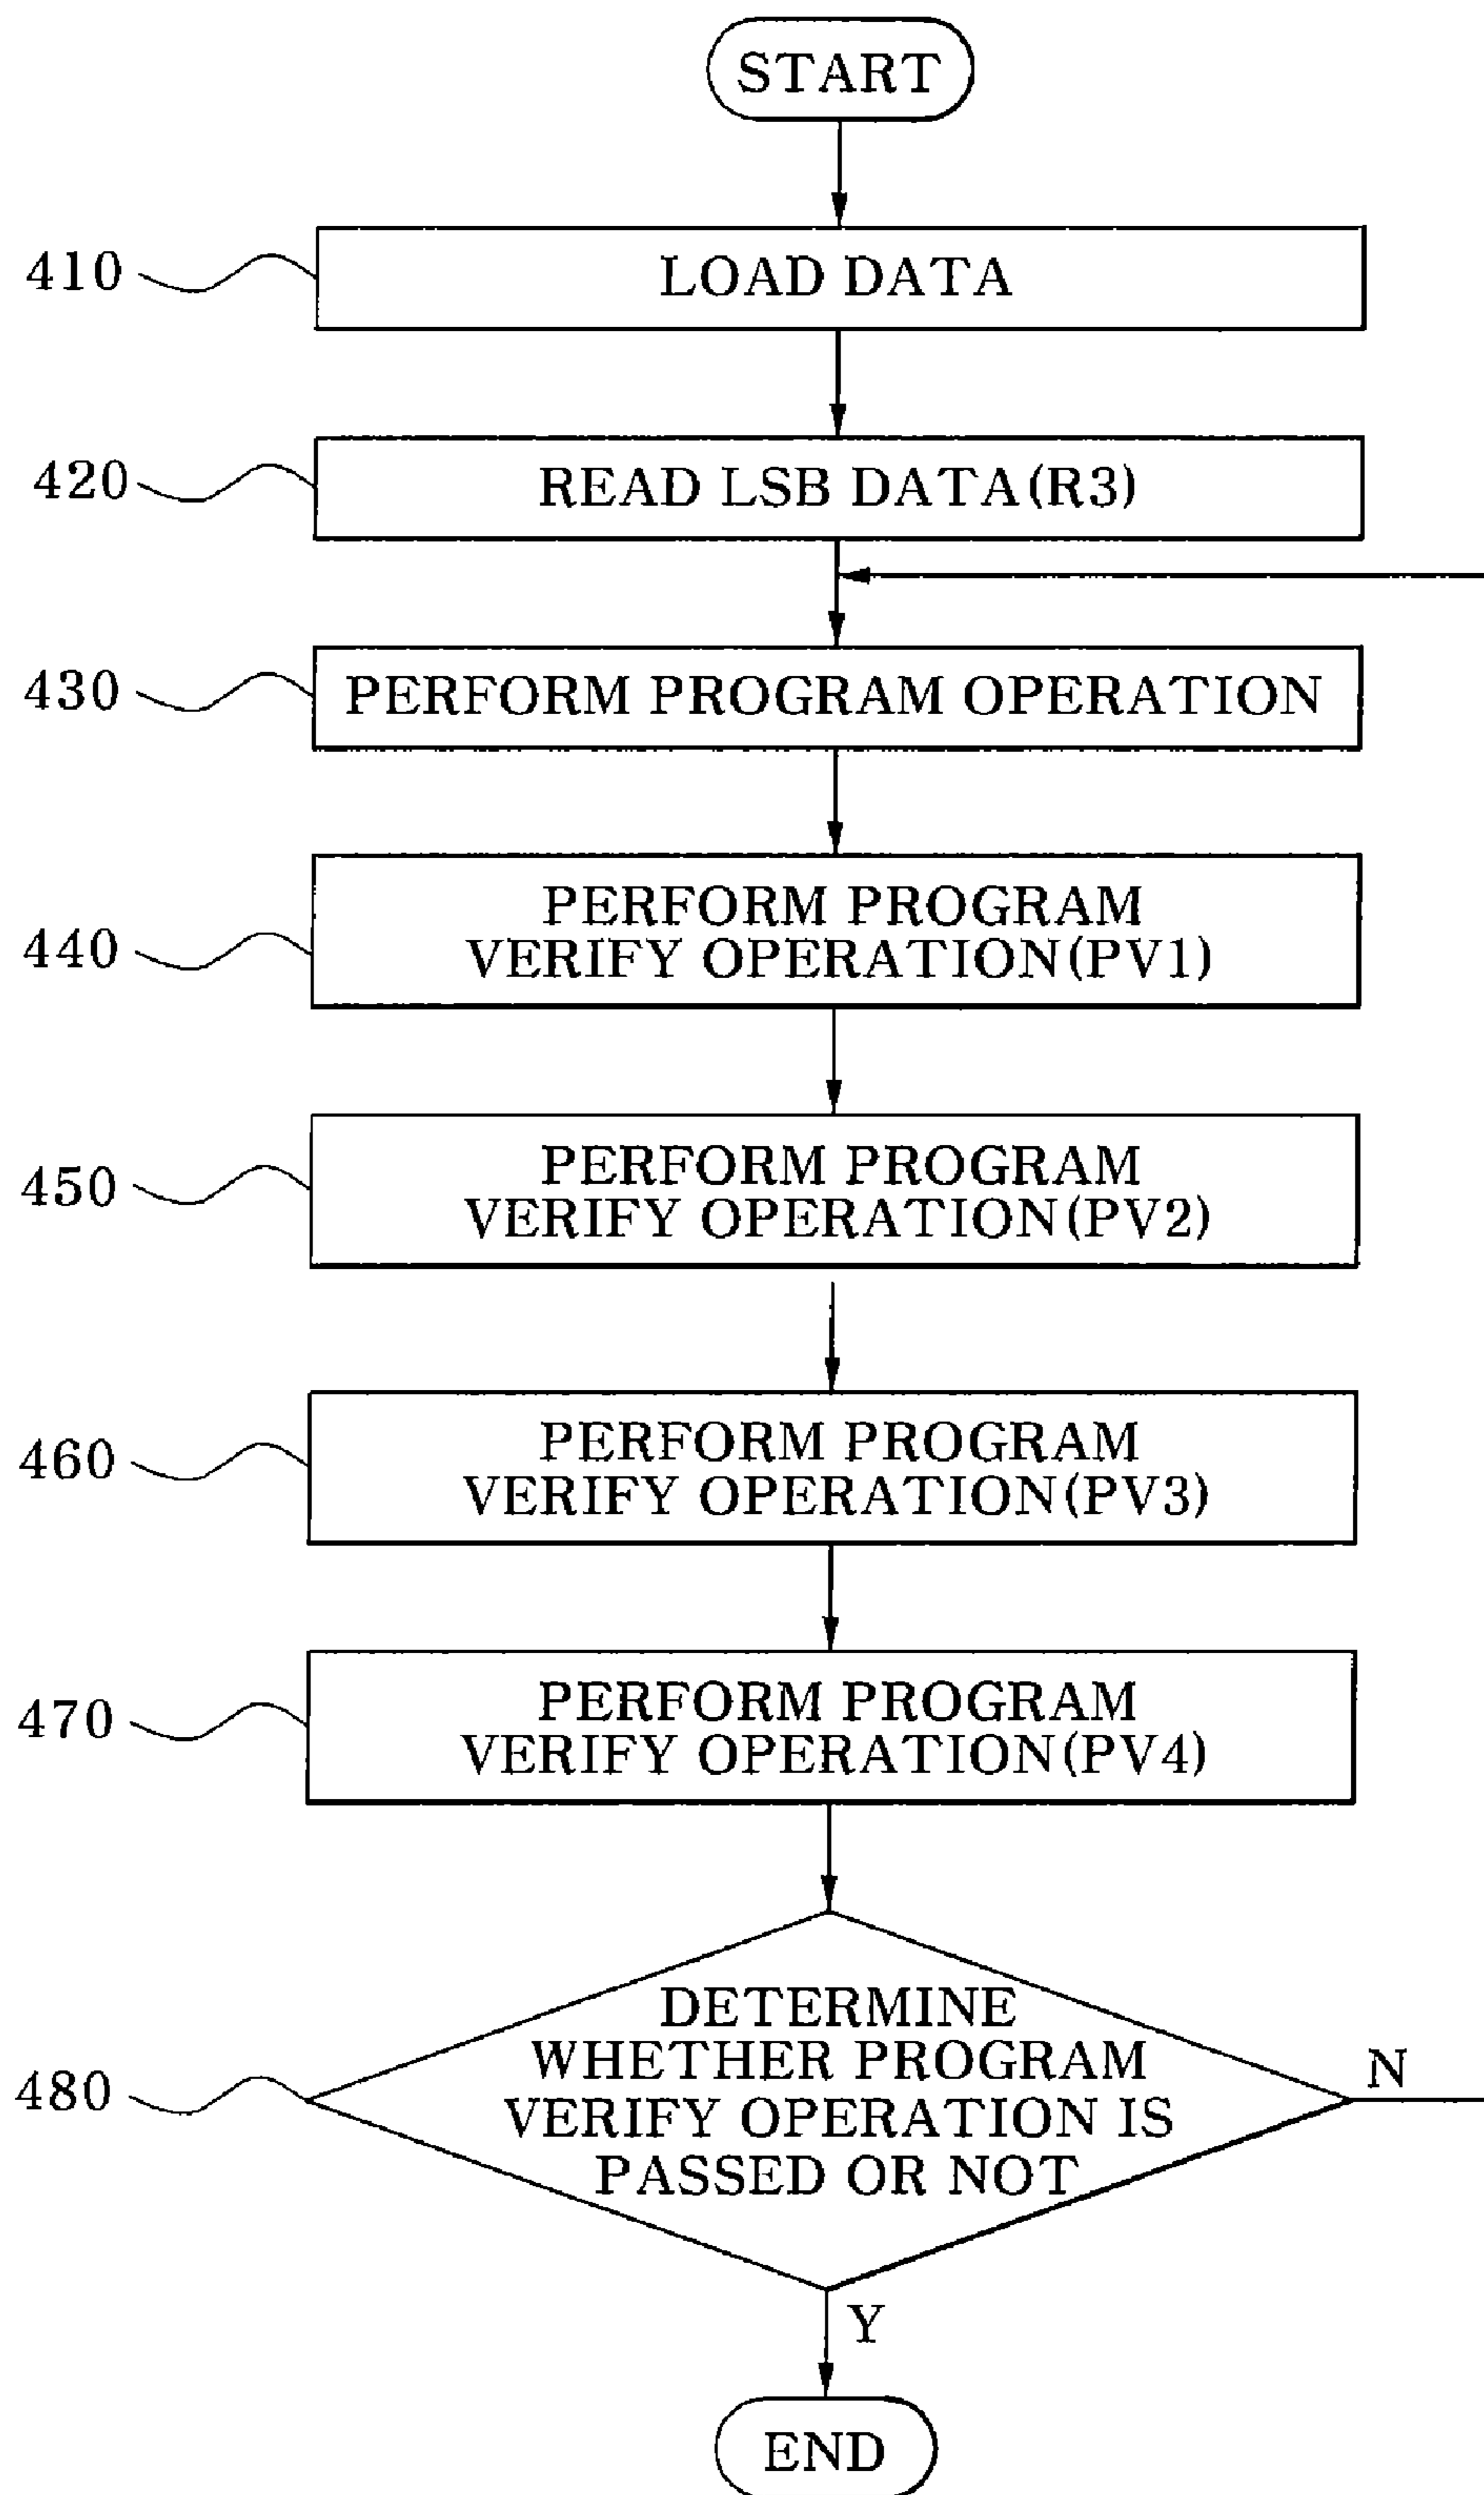 START
410
LOAD DATA
420
READ LSB DATA(R3)
430
PERFORM PROGRAM OPERATION
440
PERFORM PROGRAM
VERIFY OPERATION(PV1)
450
PERFORM PROGRAM
VERIFY OPERATION(PV2)
460
PERFORM PROGRAM
VERIFY OPERATION(PV3)
470
PERFORM PROGRAM
VERIFY OPERATION(PV4)
480
DETERMINE
WHETHER PROGRAM
VERIFY OPERATION IS
PASSED OR NOT
N
Y
END